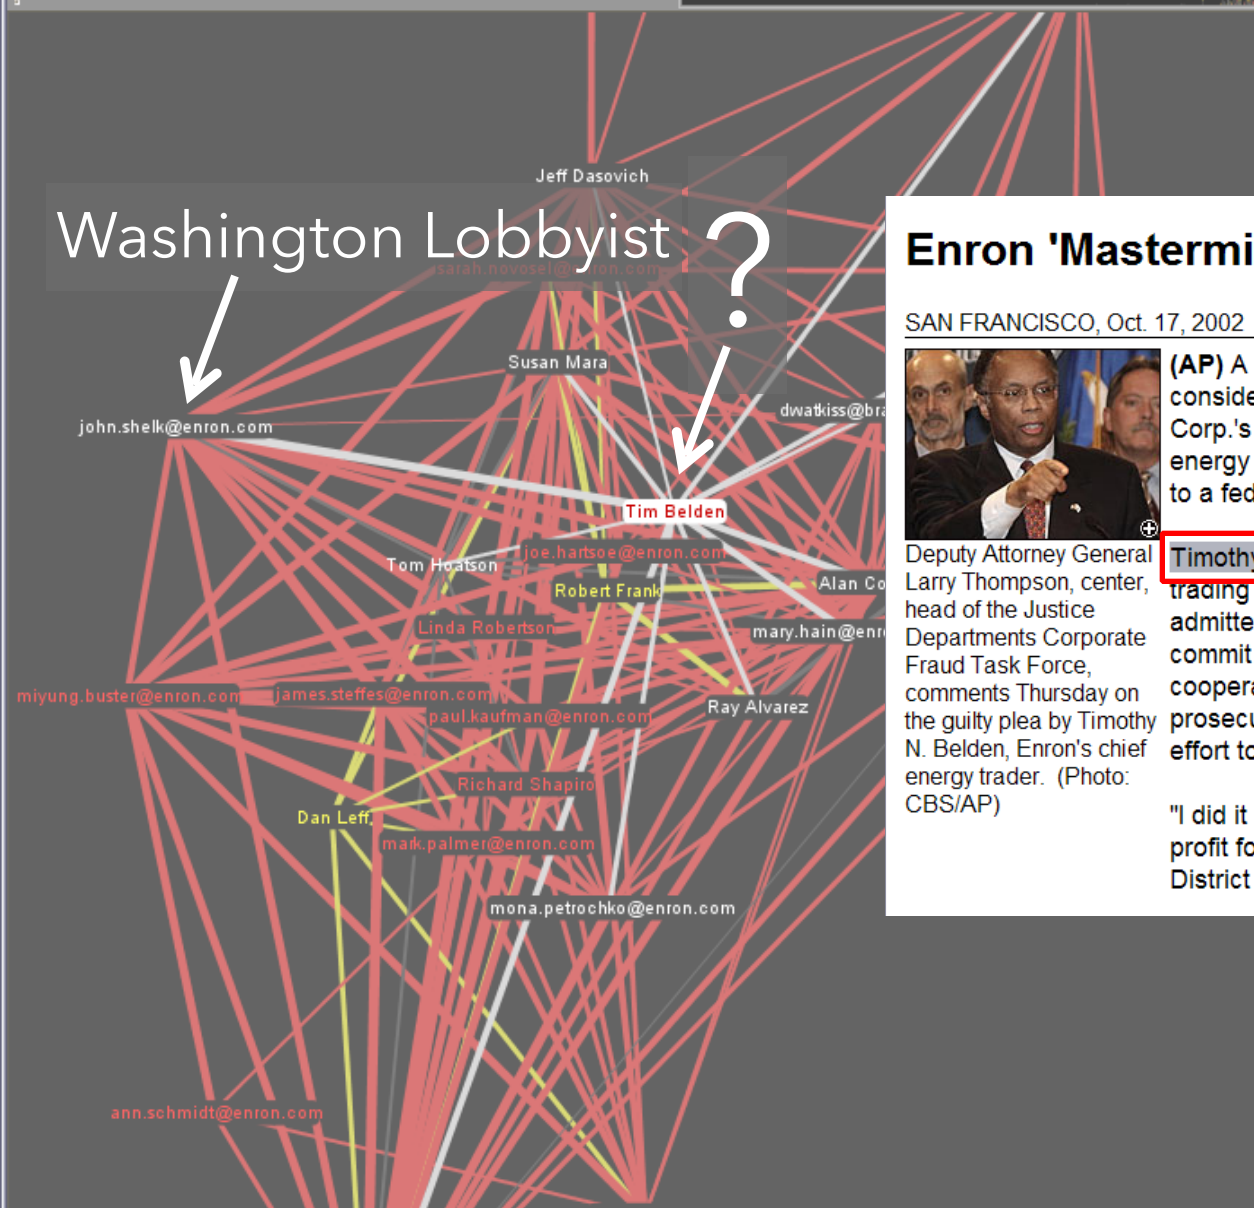 Jeff Dasovich
Washington Lobbyist ?
sarah.novosel@enron.com
Susan Mara
dwatkiss@bra
john.shelk@enron.com
Tim Belden
joe.hartsoe@enron.com
Tom Hoatson
Robert Frank
Alan Co
Linda Robertson
mary.hain@enro
miyung.buster@enron.com
james.steffes@enron.com
paul.kaufman@enron.com
Ray Alvarez
Richard Shapiro
Dan Leff
mark.palmer@enron.com
mona.petrochko@enron.com
ann.schmidt@enron.com
Enron 'Mastermi
SAN FRANCISCO, Oct. 17, 2002
Deputy Attorney General
Larry Thompson, center,
head of the Justice
Departments Corporate
Fraud Task Force,
comments Thursday on
the guilty plea by Timothy
N. Belden, Enron's chief
energy trader. (Photo:
CBS/AP)
(AP) A
conside
Corp.'s
energy
to a fed
Timothy
trading
admitte
commit
coopera
prosecu
effort to
"I did it
profit fo
District